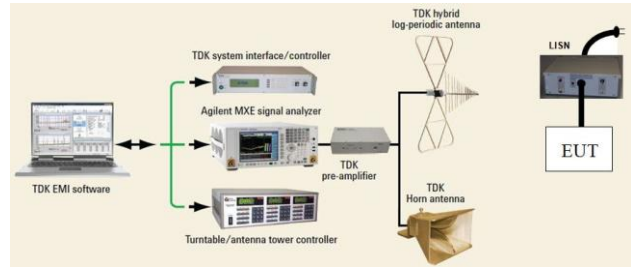 TDK hybrid
log-periodic antenna
TDK system interface/controller
LISN
Agilent MXE signal analyzer
EUT
TDK
pre-amplifier
TDK EMI software
TDK
Horn antenna
Turntable/antenna tower controller